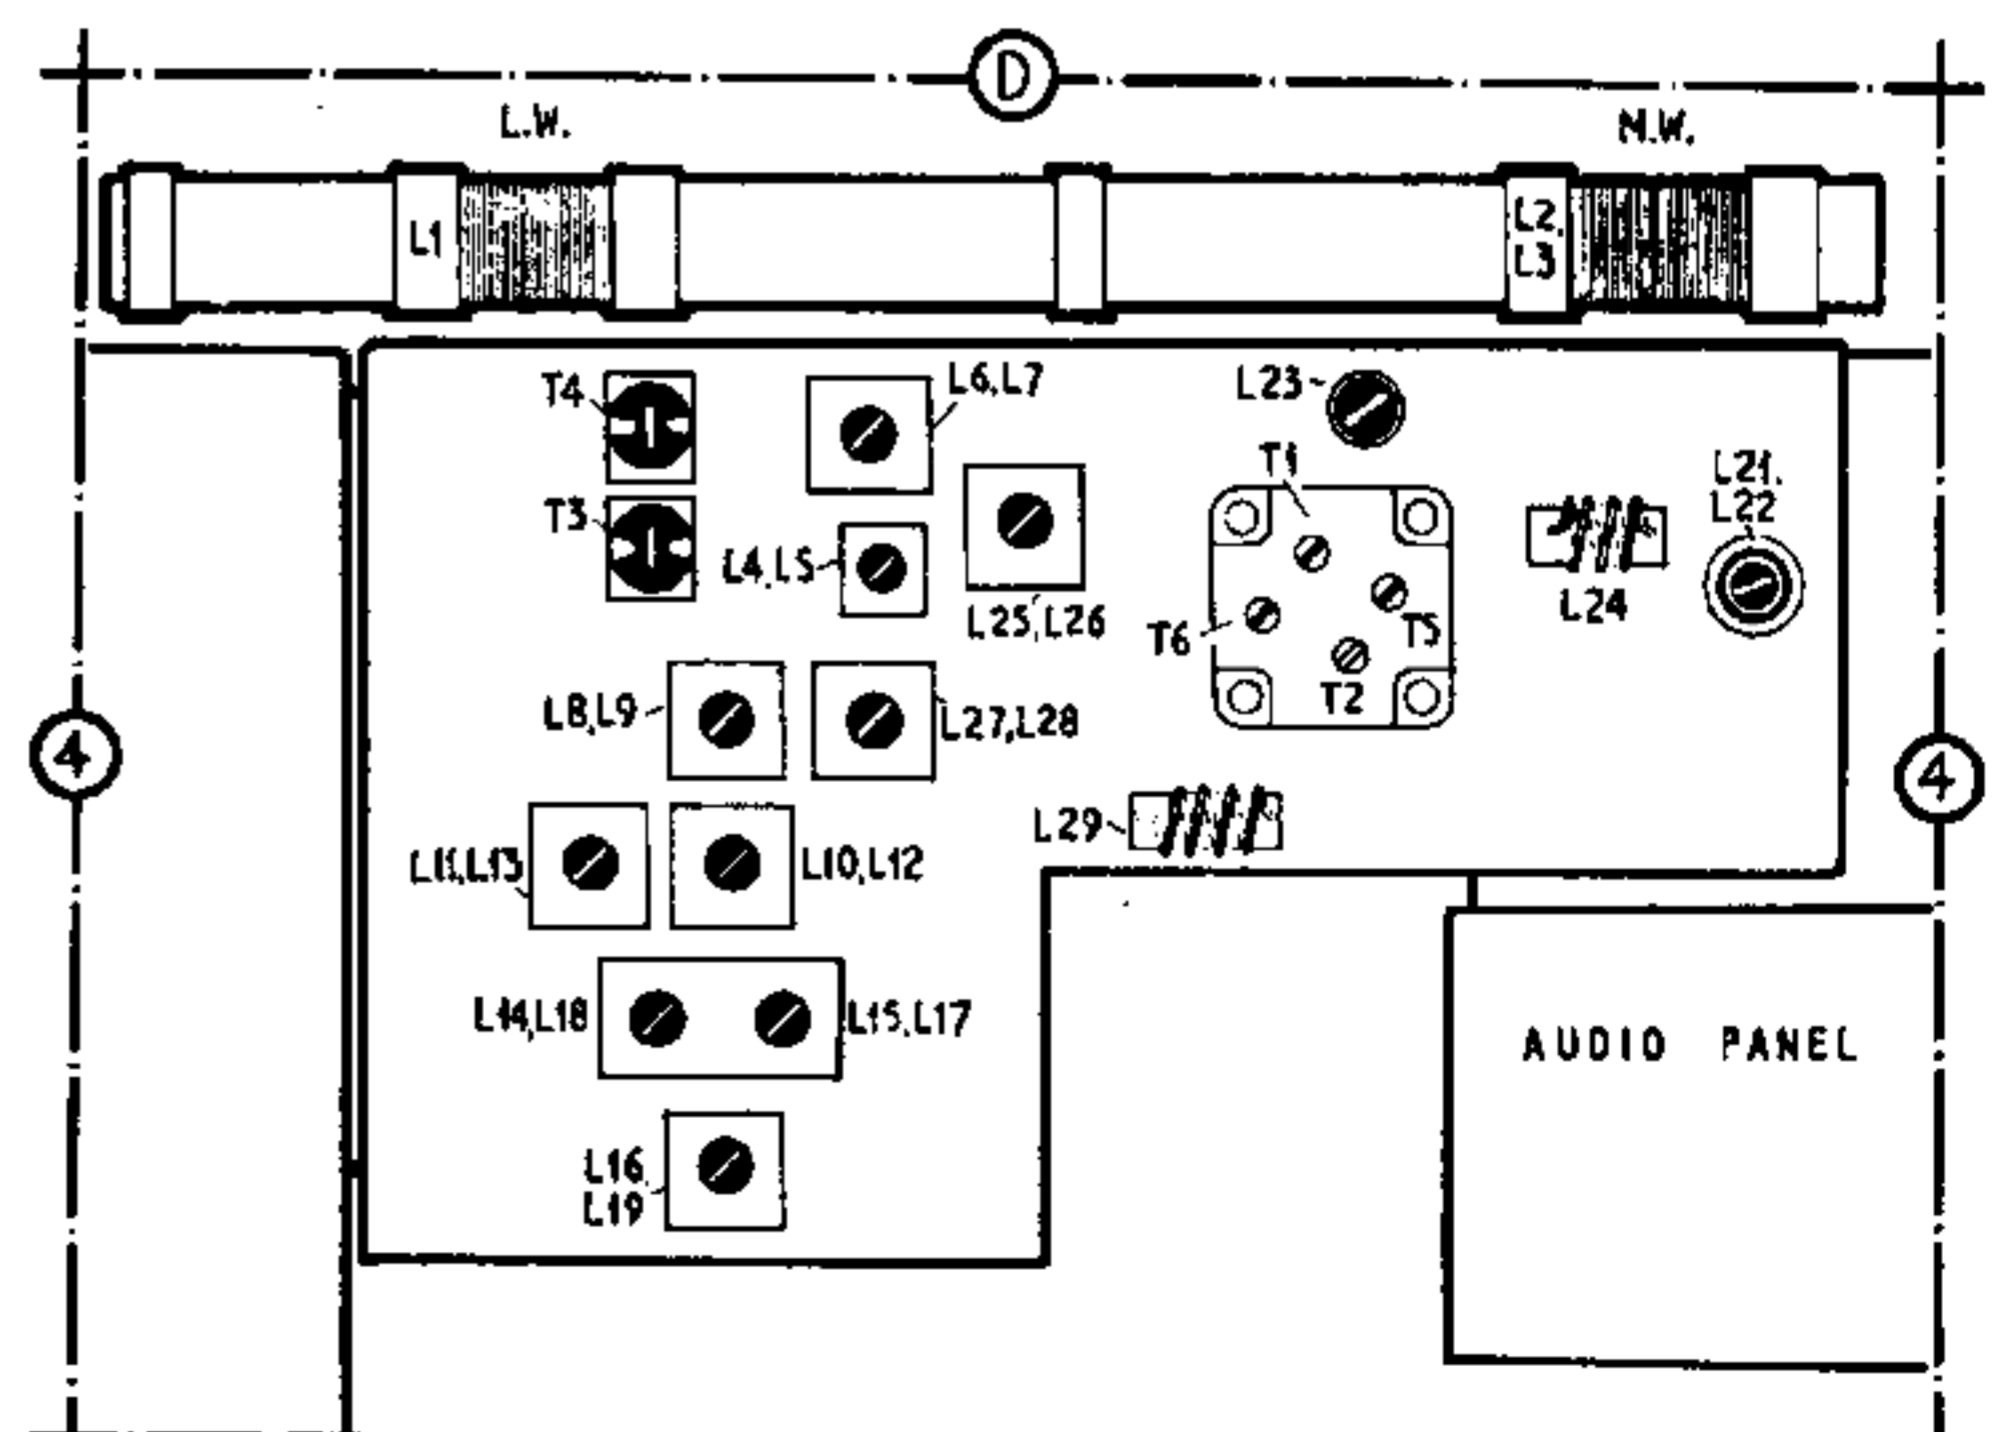 D
L.W.
M.W.
L1
L2,
L3
T4
L6,L7
L23
T1
L21,
L22
T3
L4,L5
L25,L26
L24
T6
T5
T2
L8,L9
L27,L28
4
4
L29
L11,L13
L10,L12
L14,L18
L15,L17
AUDIO PANEL
L16,
L19